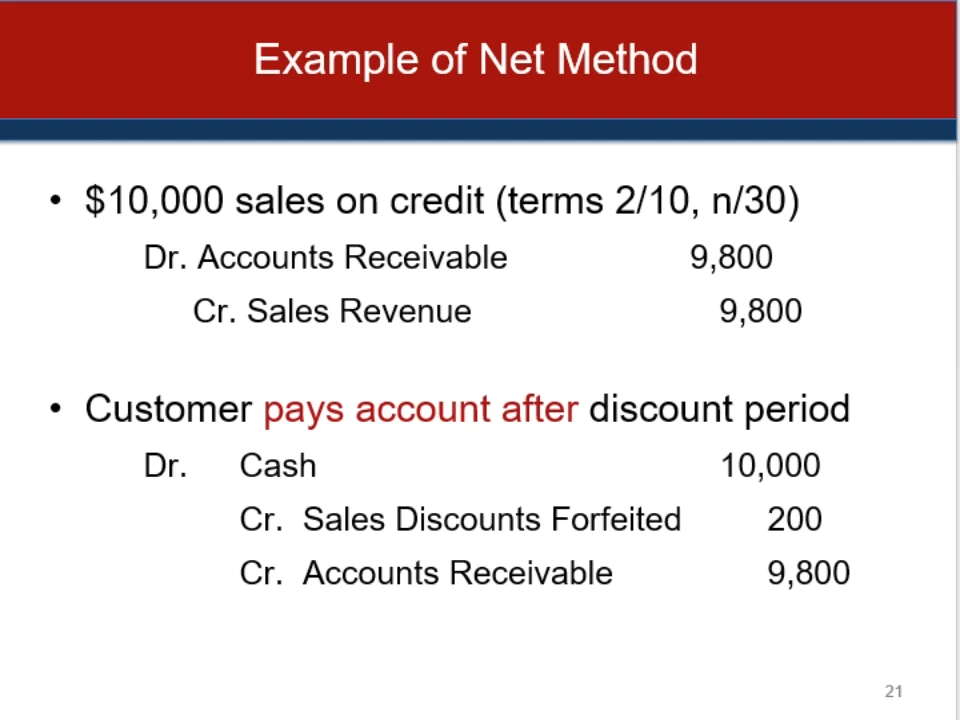 Example of Net Method
• $10,000 sales on credit (terms 2/10, n/30)
Dr. Accounts Receivable 9,800
Cr. Sales Revenue 9,800
• Customer pays account after discount period
Dr. Cash 10,000
Cr. Sales Discounts Forfeited 200
Cr. Accounts Receivable 9,800
21